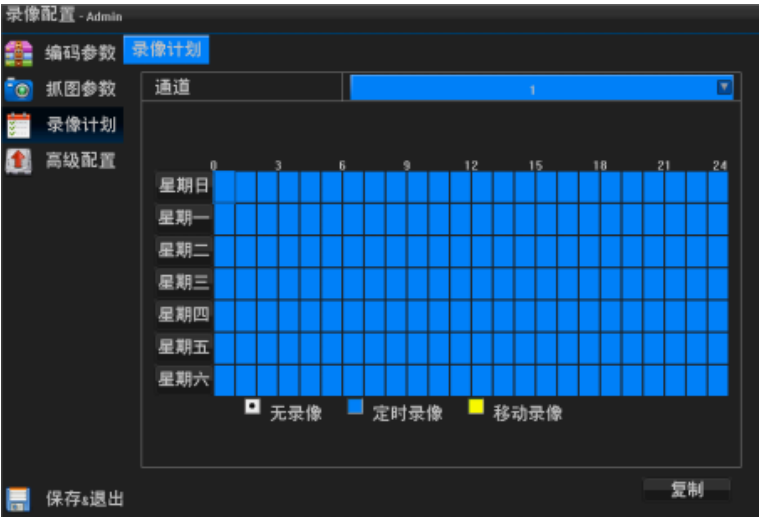 录像配置 - Admin
编码参数 录像计划
抓图参数 通道 1
录像计划
高级配置
0 3 6 9 12 15 18 21 24
星期日
星期一
星期二
星期三
星期四
星期五
星期六
无录像 定时录像 移动录像
复制
保存&退出